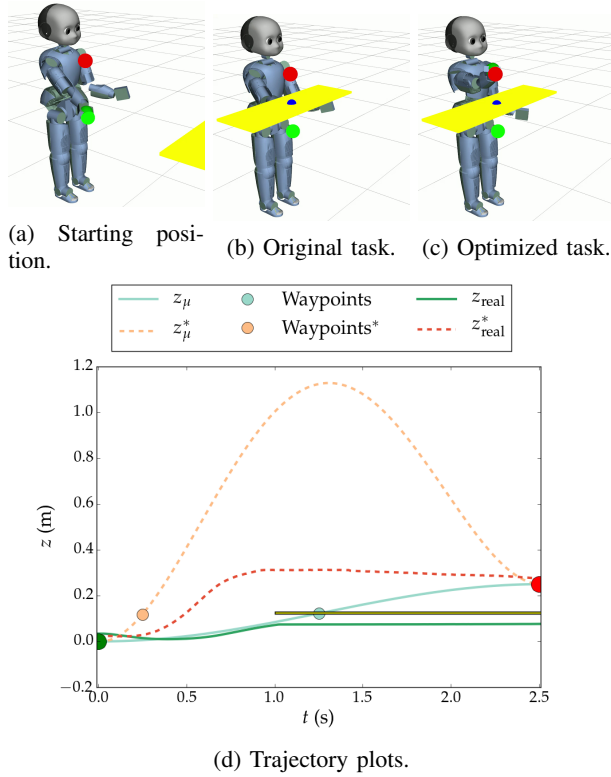 (a) Starting posi-
tion.
(b) Original task.
(c) Optimized task.
z_μ
Waypoints
z_real
z*_μ
Waypoints*
z*_real
1.2
1.0
0.8
0.6
0.4
0.2
0.0
−0.2
z (m)
0.0 0.5 1.0 1.5 2.0 2.5
t (s)
(d) Trajectory plots.